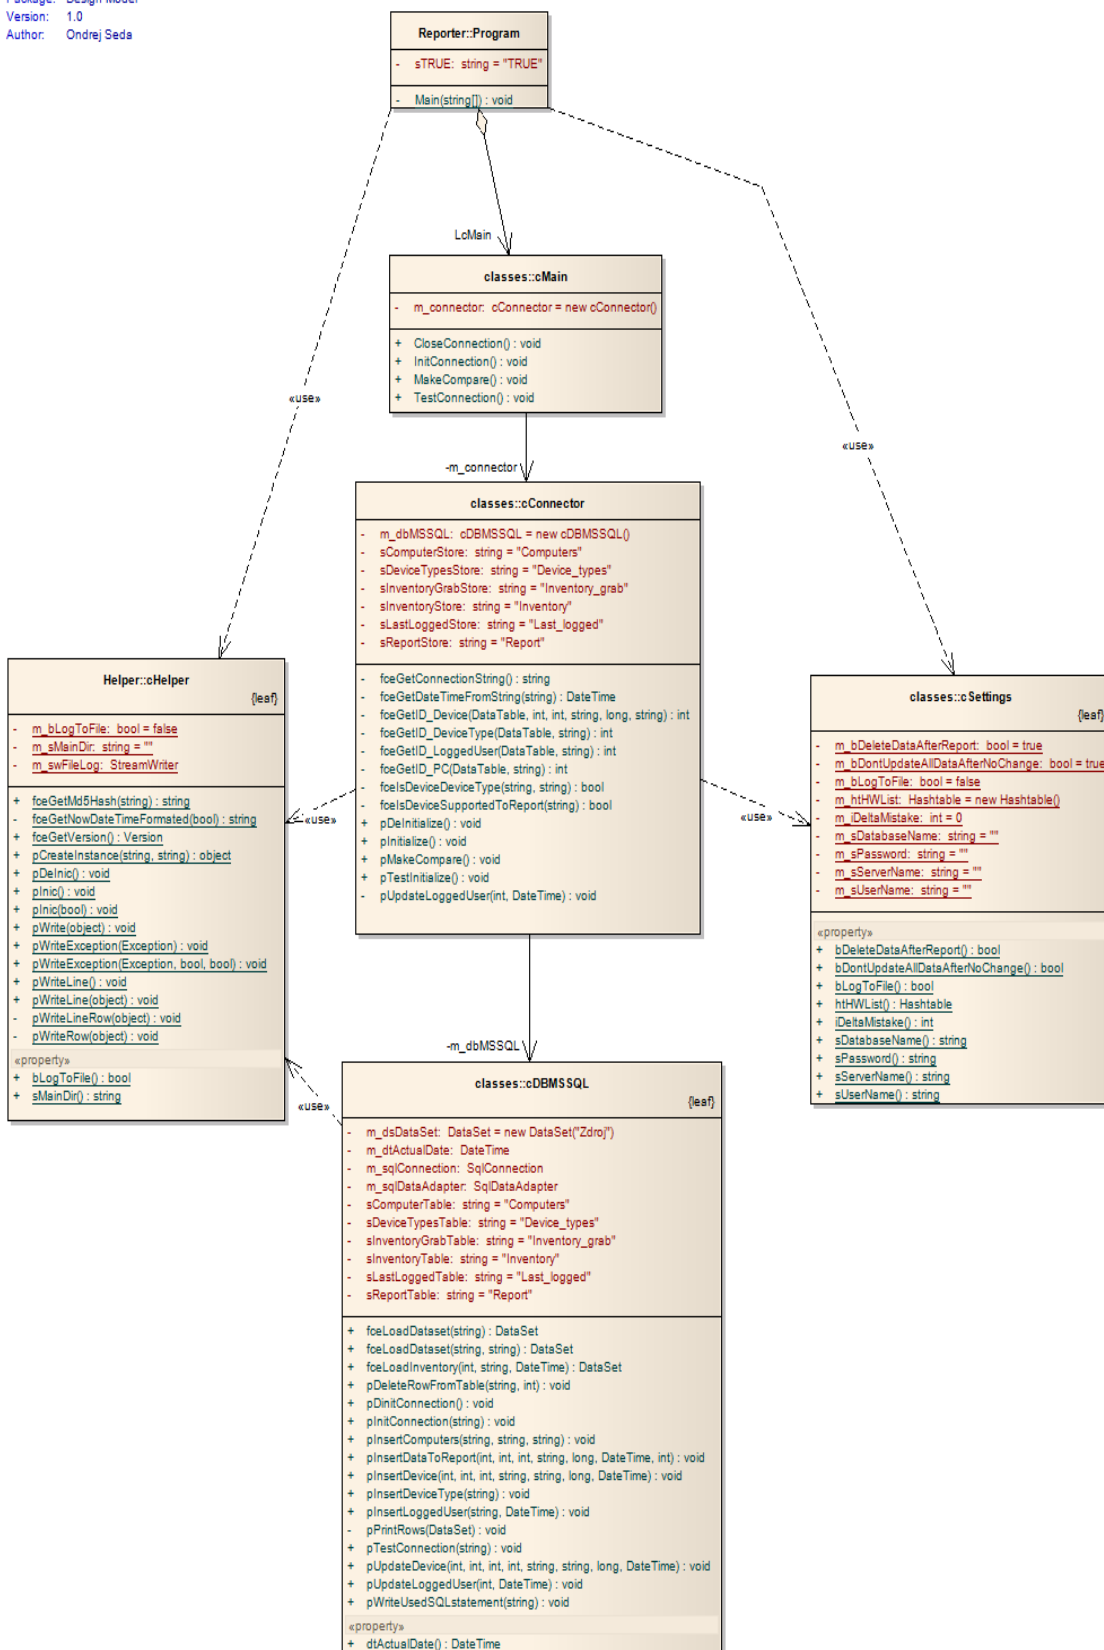 Package: Design Model
Version: 1.0
Author: Ondrej Seda
Reporter::Program
- sTRUE: string = "TRUE"
- Main(string[]) : void
LcMain
classes::cMain
- m_connector: cConnector = new cConnector()
+ CloseConnection() : void
+ InitConnection() : void
+ MakeCompare() : void
+ TestConnection() : void
«use»
«use»
-m_connector
classes::cConnector
- m_dbMSSQL: cDBMSSQL = new cDBMSSQL()
- sComputerStore: string = "Computers"
- sDeviceTypesStore: string = "Device_types"
- sInventoryGrabStore: string = "Inventory_grab"
- sInventoryStore: string = "Inventory"
- sLastLoggedStore: string = "Last_logged"
- sReportStore: string = "Report"
- fceGetConnectionString() : string
- fceGetDateTimeFromString(string) : DateTime
- fceGetID_Device(DataTable, int, int, string, long, string) : int
- fceGetID_DeviceType(DataTable, string) : int
- fceGetID_LoggedUser(DataTable, string) : int
- fceGetID_PC(DataTable, string) : int
- fceIsDeviceDeviceType(string, string) : bool
- fceIsDeviceSupportedToReport(string) : bool
+ pDeInitialize() : void
+ pInitialize() : void
+ pMakeCompare() : void
+ pTestInitialize() : void
- pUpdateLoggedUser(int, DateTime) : void
Helper::cHelper
{leaf}
- m_bLogToFile: bool = false
- m_sMainDir: string = ""
- m_swFileLog: StreamWriter
+ fceGetMd5Hash(string) : string
- fceGetNowDateTimeFormated(bool) : string
+ fceGetVersion() : Version
+ pCreateInstance(string, string) : object
+ pDeInic() : void
+ pInic() : void
+ pInic(bool) : void
+ pWrite(object) : void
+ pWriteException(Exception) : void
+ pWriteException(Exception, bool, bool) : void
+ pWriteLine() : void
+ pWriteLine(object) : void
- pWriteLineRow(object) : void
- pWriteRow(object) : void
«property»
+ bLogToFile() : bool
+ sMainDir() : string
«use»
«use»
classes::cSettings
{leaf}
- m_bDeleteDataAfterReport: bool = true
- m_bDontUpdateAllDataAfterNoChange: bool = true
- m_bLogToFile: bool = false
- m_htHWList: Hashtable = new Hashtable()
- m_iDeltaMistake: int = 0
- m_sDatabaseName: string = ""
- m_sPassword: string = ""
- m_sServerName: string = ""
- m_sUserName: string = ""
«property»
+ bDeleteDataAfterReport() : bool
+ bDontUpdateAllDataAfterNoChange() : bool
+ bLogToFile() : bool
+ htHWList() : Hashtable
+ iDeltaMistake() : int
+ sDatabaseName() : string
+ sPassword() : string
+ sServerName() : string
+ sUserName() : string
-m_dbMSSQL
«use»
classes::cDBMSSQL
{leaf}
- m_dsDataSet: DataSet = new DataSet("Zdroj")
- m_dtActualDate: DateTime
- m_sqlConnection: SqlConnection
- m_sqlDataAdapter: SqlDataAdapter
- sComputerTable: string = "Computers"
- sDeviceTypesTable: string = "Device_types"
- sInventoryGrabTable: string = "Inventory_grab"
- sInventoryTable: string = "Inventory"
- sLastLoggedTable: string = "Last_logged"
- sReportTable: string = "Report"
+ fceLoadDataset(string) : DataSet
+ fceLoadDataset(string, string) : DataSet
+ fceLoadInventory(int, string, DateTime) : DataSet
+ pDeleteRowFromTable(string, int) : void
+ pDinitConnection() : void
+ pInitConnection(string) : void
+ pInsertComputers(string, string, string) : void
+ pInsertDataToReport(int, int, int, string, long, DateTime, int) : void
+ pInsertDevice(int, int, int, string, string, long, DateTime) : void
+ pInsertDeviceType(string) : void
+ pInsertLoggedUser(string, DateTime) : void
- pPrintRows(DataSet) : void
+ pTestConnection(string) : void
+ pUpdateDevice(int, int, int, int, string, string, long, DateTime) : void
+ pUpdateLoggedUser(int, DateTime) : void
+ pWriteUsedSQLstatement(string) : void
«property»
+ dtActualDate() : DateTime